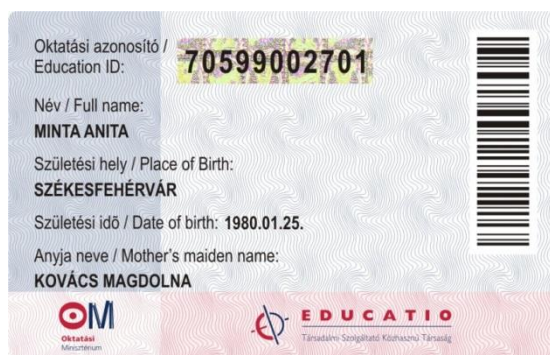 Oktatási azonosító /
Education ID:
70599002701
Név / Full name:
MINTA ANITA
Születési hely / Place of Birth:
SZÉKESFEHÉRVÁR
Születési idõ / Date of birth: 1980.01.25.
Anyja neve / Mother's maiden name:
KOVÁCS MAGDOLNA
OM
Oktatási
Minisztérium
EDUCATIO
Társadalmi Szolgáltató Közhasznú Társaság